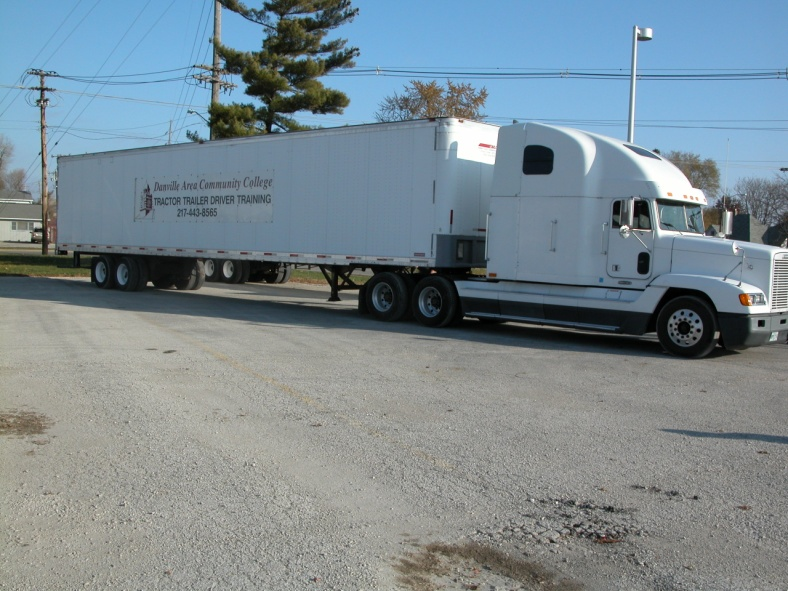 Danville Area Community College
TRACTOR TRAILER DRIVER TRAINING
217-443-8565